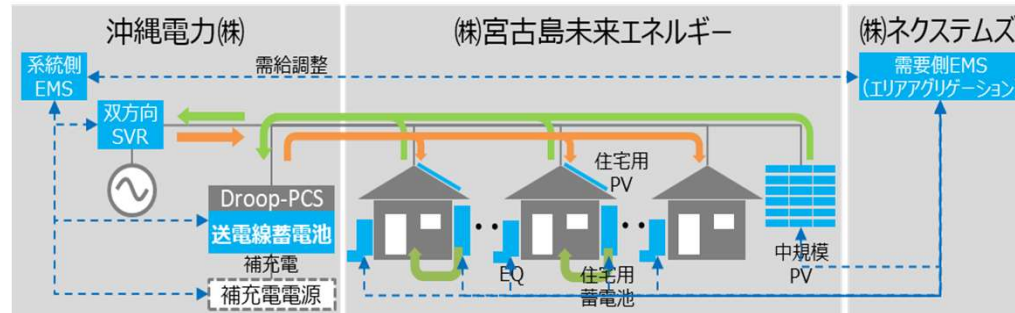 沖縄電力㈱
㈱宮古島未来エネルギー
㈱ネクステムズ
系統側
EMS
需給調整
需要側EMS
(エリアアグリゲーション
双方向
SVR
住宅用
PV
Droop-PCS
送電線蓄電池
補充電
補充電電源
EQ
住宅用
蓄電池
中規模
PV